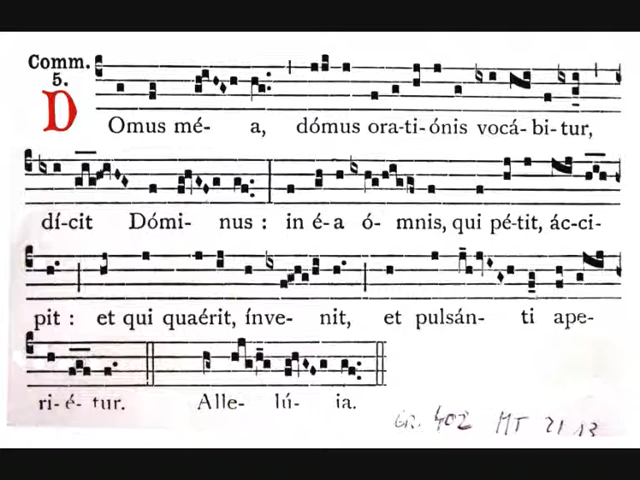 Comm.
5.
DOmus mé- a, dómus ora-ti-ónis vocá-bi-tur,
dí-cit Dómi- nus : in é-a ó- mnis, qui pé-tit, ác-ci-
pit : et qui quaérit, ínve- nit, et pulsán- ti ape-
ri-é- tur. Alle- lú- ia.
GR. 402 MT 21 13